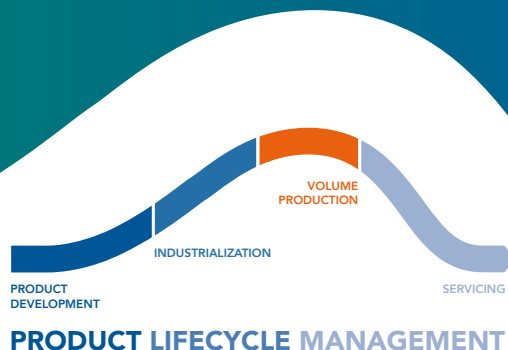 VOLUME
PRODUCTION
INDUSTRIALIZATION
PRODUCT
DEVELOPMENT
SERVICING
PRODUCT LIFECYCLE MANAGEMENT